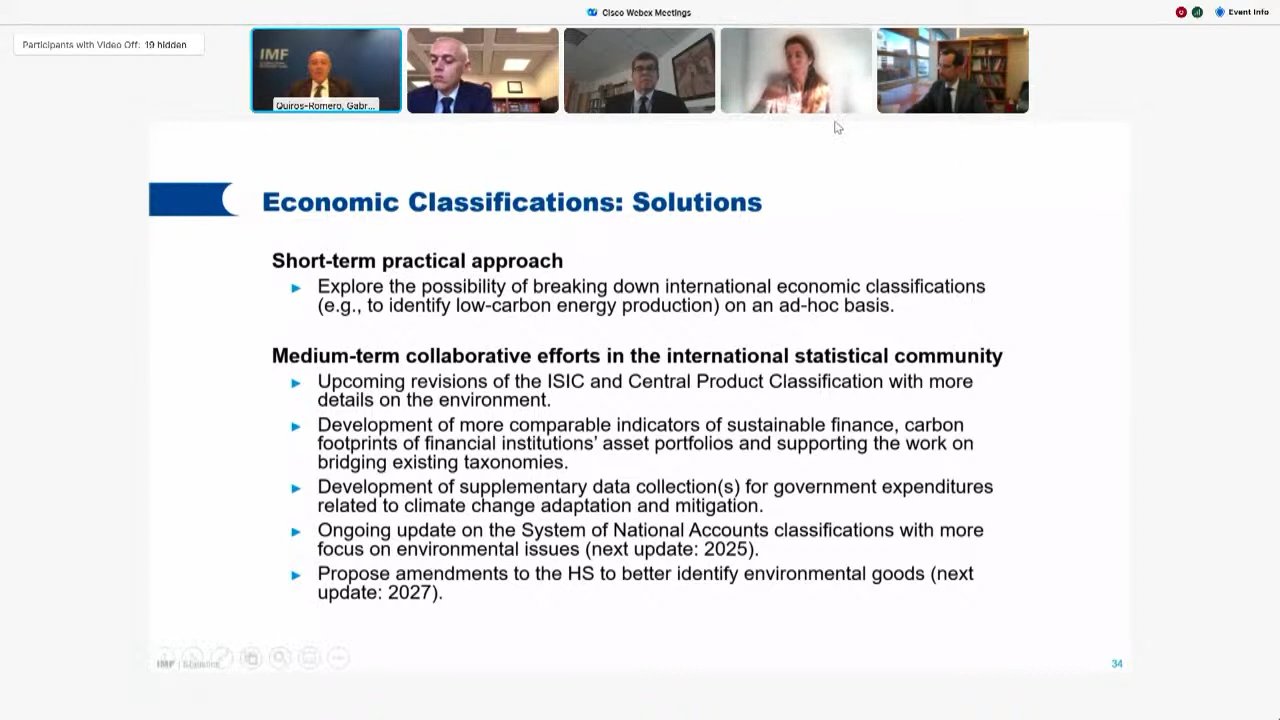 Cisco Webex Meetings
Event Info
Participants with Video Off: 19 hidden
IMF
Quiros-Romero, Gabr...
Economic Classifications: Solutions
Short-term practical approach
Explore the possibility of breaking down international economic classifications
(e.g., to identify low-carbon energy production) on an ad-hoc basis.
Medium-term collaborative efforts in the international statistical community
Upcoming revisions of the ISIC and Central Product Classification with more
details on the environment.
Development of more comparable indicators of sustainable finance, carbon
footprints of financial institutions’ asset portfolios and supporting the work on
bridging existing taxonomies.
Development of supplementary data collection(s) for government expenditures
related to climate change adaptation and mitigation.
Ongoing update on the System of National Accounts classifications with more
focus on environmental issues (next update: 2025).
Propose amendments to the HS to better identify environmental goods (next
update: 2027).
IMF | Statistics
34